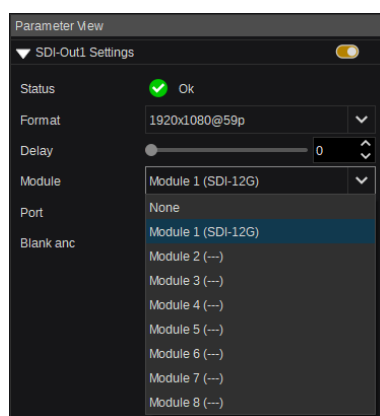 Parameter View
SDI-Out1 Settings
Status Ok
Format 1920x1080@59p
Delay 0
Module Module 1 (SDI-12G)
Port None
Module 1 (SDI-12G)
Blank anc
Module 2 (---)
Module 3 (---)
Module 4 (---)
Module 5 (---)
Module 6 (---)
Module 7 (---)
Module 8 (---)